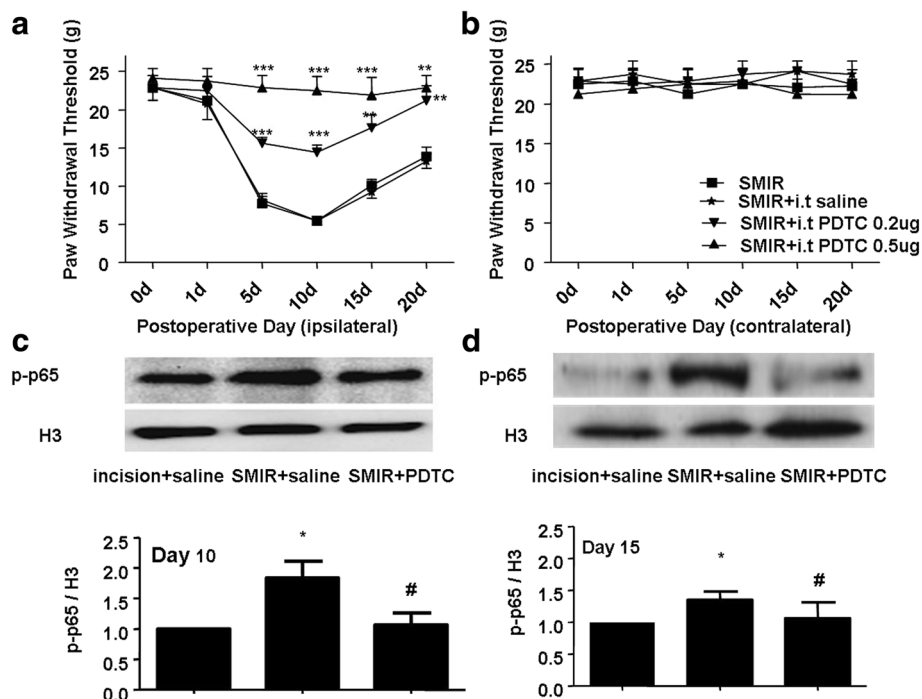 a
Paw Withdrawal Threshold (g)
25
20
15
10
5
0
*** *** *** **
*** *** ** **
0d 1d 5d 10d 15d 20d
Postoperative Day (ipsilateral)
b
Paw Withdrawal Threshold (g)
25
20
15
10
5
0
SMIR
SMIR+i.t saline
SMIR+i.t PDTC 0.2ug
SMIR+i.t PDTC 0.5ug
0d 1d 5d 10d 15d 20d
Postoperative Day (contralateral)
c
p-p65
H3
incision+saline SMIR+saline SMIR+PDTC
p-p65 / H3
2.5
2.0
1.5
1.0
0.5
0.0
Day 10
*
#
d
p-p65
H3
incision+saline SMIR+saline SMIR+PDTC
p-p65 / H3
2.5
2.0
1.5
1.0
0.5
0.0
Day 15
*
#